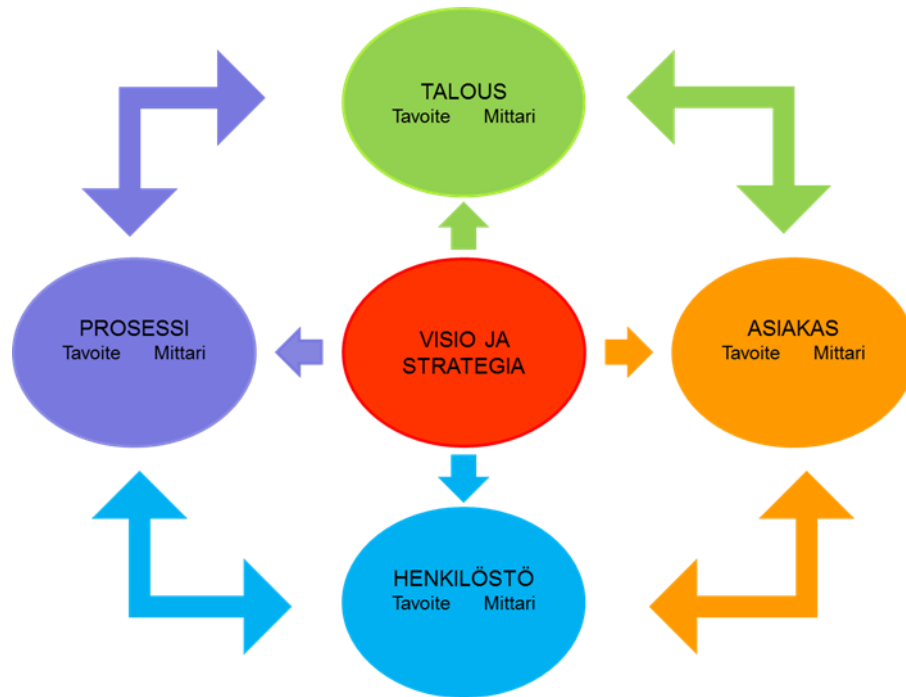 TALOUS
Tavoite Mittari
PROSESSI
Tavoite Mittari
VISIO JA
STRATEGIA
ASIAKAS
Tavoite Mittari
HENKILÖSTÖ
Tavoite Mittari